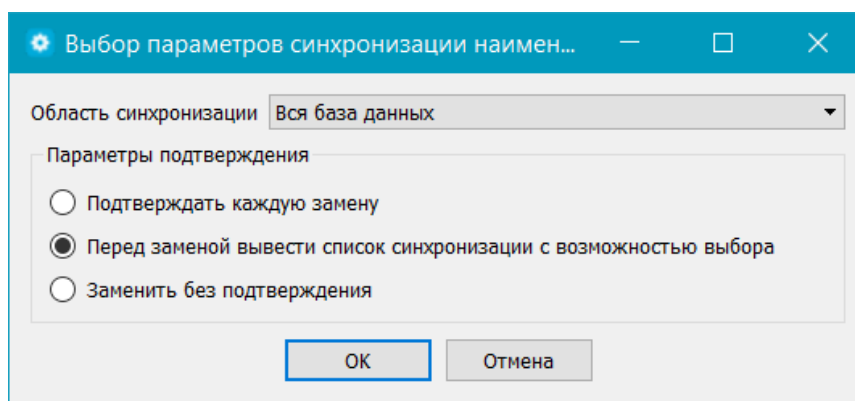 Выбор параметров синхронизации наимен...
Область синхронизации Вся база данных
Параметры подтверждения
Подтверждать каждую замену
Перед заменой вывести список синхронизации с возможностью выбора
Заменить без подтверждения
OK Отмена